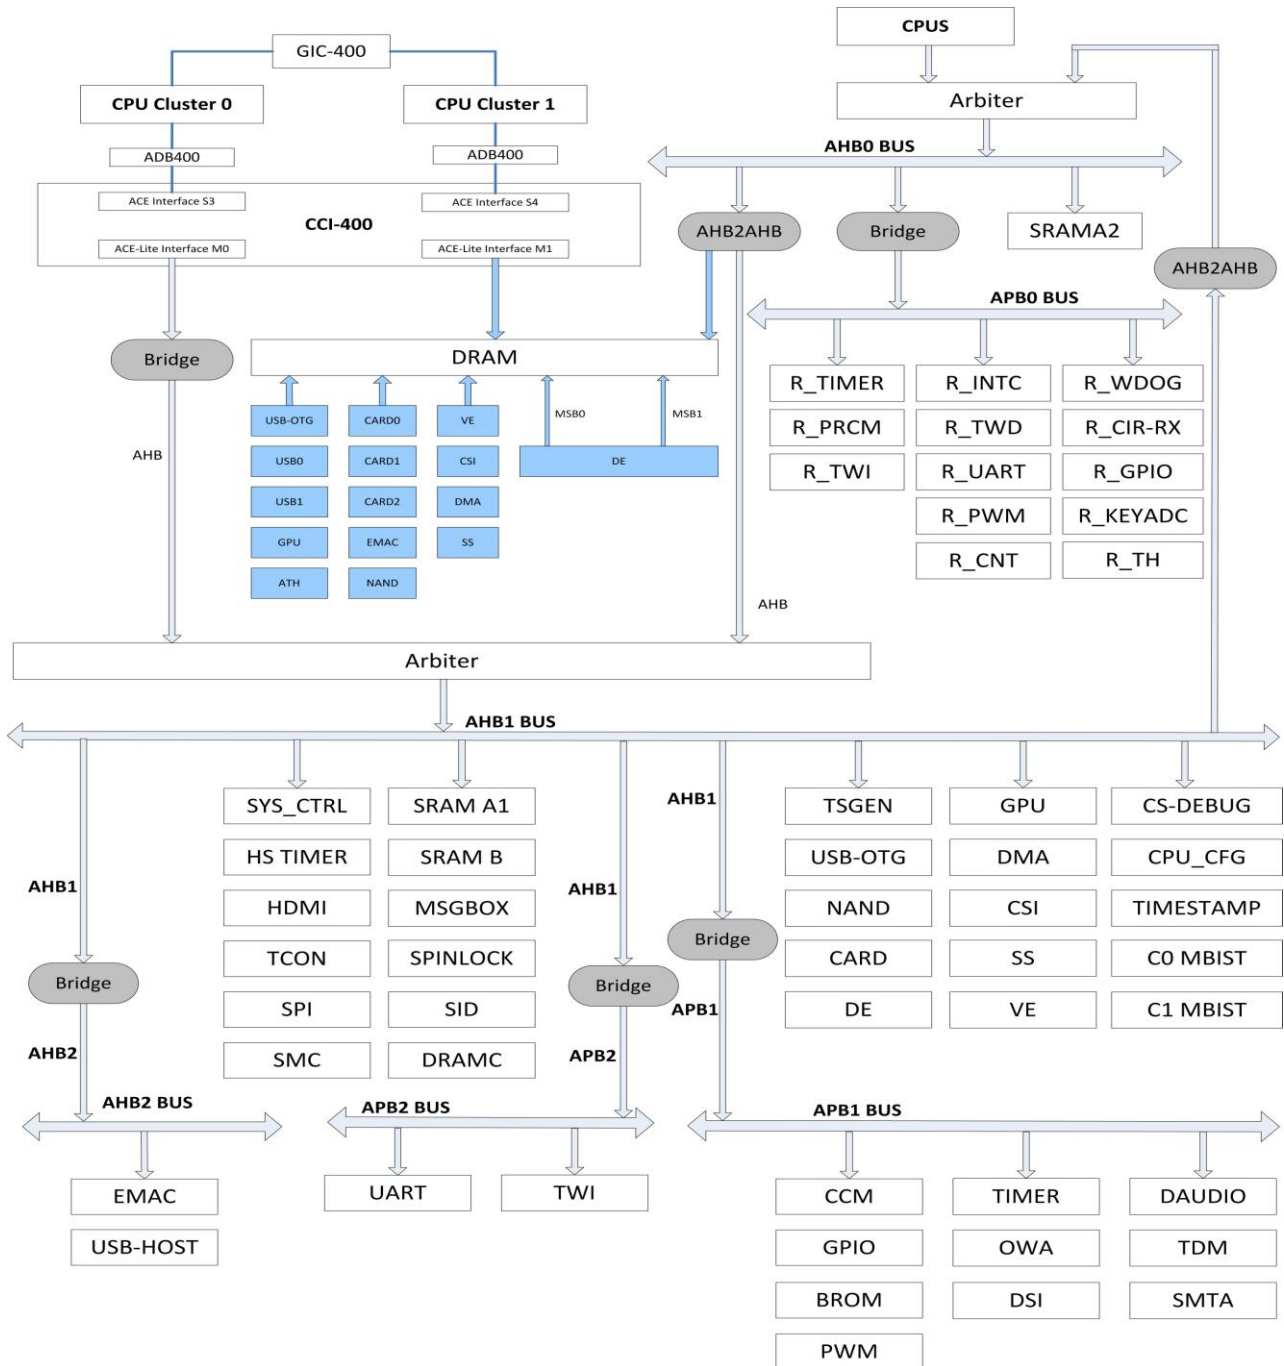 CPUS
GIC-400
CPU Cluster 0
CPU Cluster 1
Arbiter
ADB400
ADB400
AHB0 BUS
ACE Interface S3
ACE Interface S4
CCI-400
ACE-Lite Interface M0
ACE-Lite Interface M1
AHB2AHB
Bridge
SRAMA2
AHB2AHB
APB0 BUS
Bridge
DRAM
R_TIMER
R_INTC
R_WDOG
R_PRCM
R_TWD
R_CIR-RX
R_TWI
R_UART
R_GPIO
R_PWM
R_KEYADC
R_CNT
R_TH
USB-OTG
CARD0
VE
MSB0
MSB1
USB0
CARD1
CSI
DE
USB1
CARD2
DMA
GPU
EMAC
SS
ATH
NAND
AHB
AHB
Arbiter
AHB1 BUS
SYS_CTRL
SRAM A1
AHB1
TSGEN
GPU
CS-DEBUG
HS TIMER
SRAM B
USB-OTG
DMA
CPU_CFG
AHB1
HDMI
MSGBOX
AHB1
NAND
CSI
TIMESTAMP
Bridge
TCON
SPINLOCK
Bridge
Bridge
CARD
SS
C0 MBIST
SPI
SID
APB1
DE
VE
C1 MBIST
AHB2
SMC
DRAMC
APB2
AHB2 BUS
APB2 BUS
APB1 BUS
EMAC
UART
TWI
CCM
TIMER
DAUDIO
USB-HOST
GPIO
OWA
TDM
BROM
DSI
SMTA
PWM